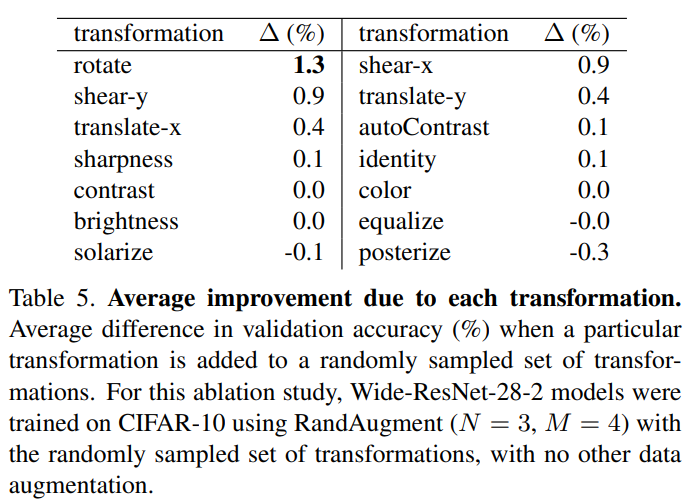 transformation Δ (%) transformation Δ (%)
rotate 1.3 shear-x 0.9
shear-y 0.9 translate-y 0.4
translate-x 0.4 autoContrast 0.1
sharpness 0.1 identity 0.1
contrast 0.0 color 0.0
brightness 0.0 equalize -0.0
solarize -0.1 posterize -0.3
Table 5. Average improvement due to each transformation.
Average difference in validation accuracy (%) when a particular
transformation is added to a randomly sampled set of transfor-
mations. For this ablation study, Wide-ResNet-28-2 models were
trained on CIFAR-10 using RandAugment (N = 3, M = 4) with
the randomly sampled set of transformations, with no other data
augmentation.